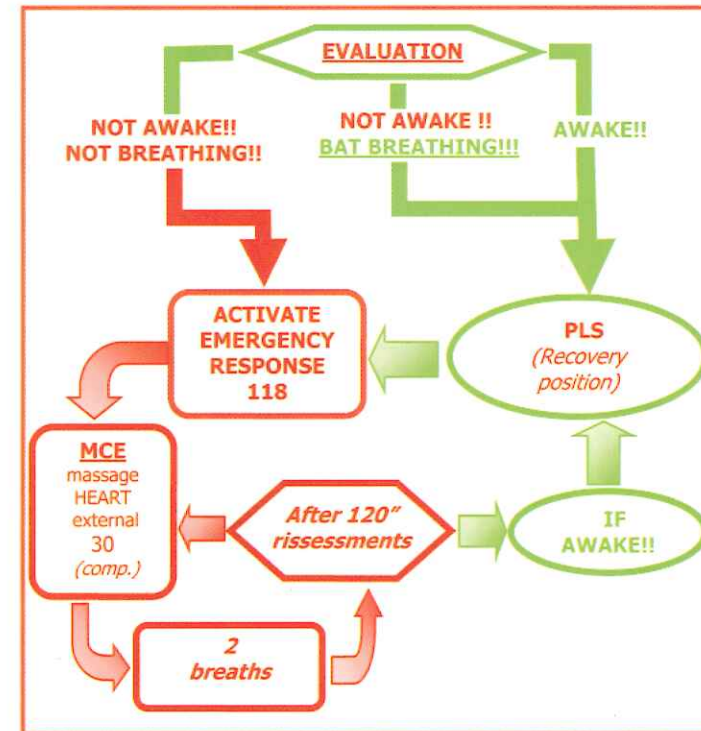 EVALUATION
NOT AWAKE!!
NOT BREATHING!!
NOT AWAKE !!
BAT BREATHING!!!
AWAKE!!
ACTIVATE
EMERGENCY
RESPONSE
118
PLS
(Recovery
position)
MCE
massage
HEART
external
30
(comp.)
After 120”
rissessments
IF
AWAKE!!
2
breaths